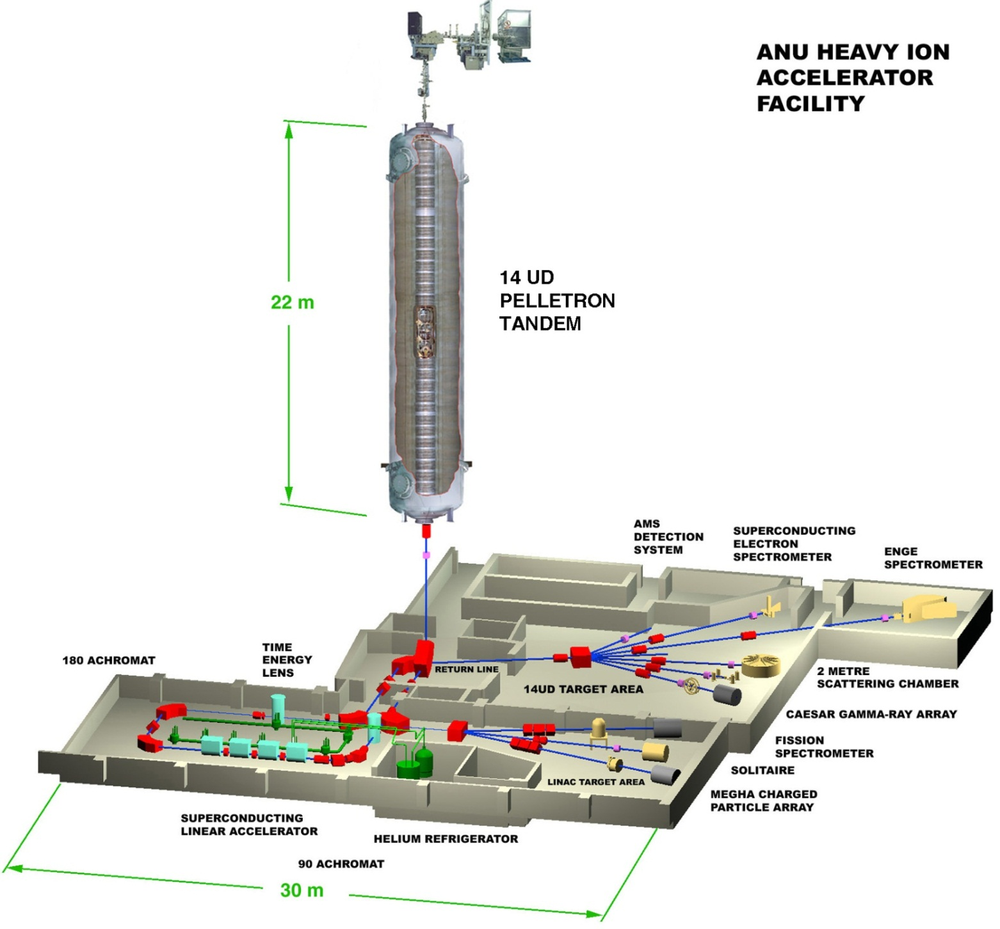 ANU HEAVY ION
ACCELERATOR
FACILITY
22 m
14 UD
PELLETRON
TANDEM
AMS
DETECTION
SYSTEM
SUPERCONDUCTING
ELECTRON
SPECTROMETER
ENGE
SPECTROMETER
TIME
ENERGY
LENS
180 ACHROMAT
RETURN LINE
14UD TARGET AREA
2 METRE
SCATTERING CHAMBER
CAESAR GAMMA-RAY ARRAY
FISSION
SPECTROMETER
SOLITAIRE
LINAC TARGET AREA
MEGHA CHARGED
PARTICLE ARRAY
SUPERCONDUCTING
LINEAR ACCELERATOR
HELIUM REFRIGERATOR
90 ACHROMAT
30 m